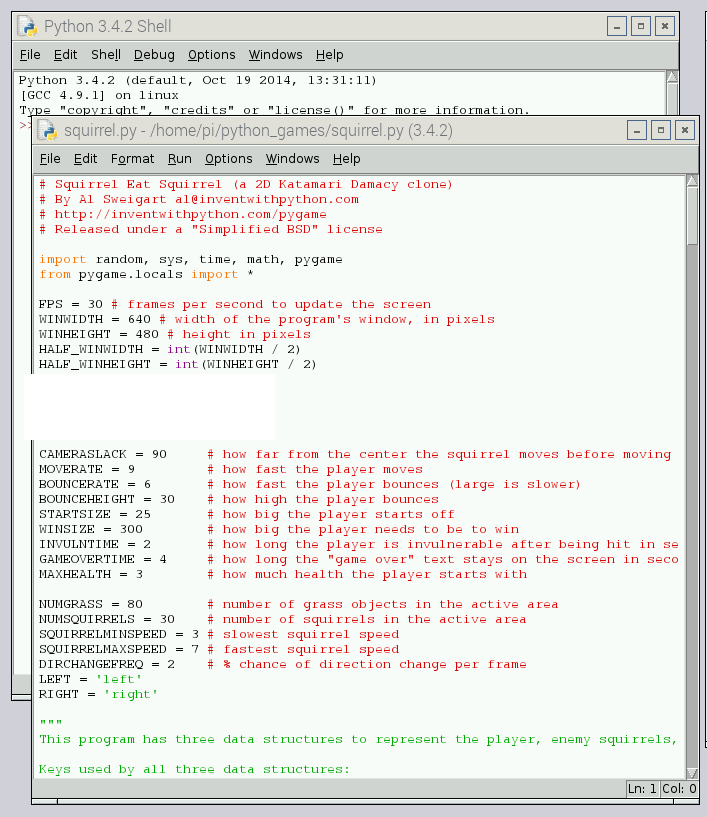 Python 3.4.2 Shell
File Edit Shell Debug Options Windows Help
Python 3.4.2 (default, Oct 19 2014, 13:31:11)
[GCC 4.9.1] on linux
Type "copyright", "credits" or "license()" for more information.
squirrel.py - /home/pi/python_games/squirrel.py (3.4.2)
File Edit Format Run Options Windows Help
# Squirrel Eat Squirrel (a 2D Katamari Damacy clone)
# By Al Sweigart al@inventwithpython.com
# http://inventwithpython.com/pygame
# Released under a "Simplified BSD" license
import random, sys, time, math, pygame
from pygame.locals import *
FPS = 30 # frames per second to update the screen
WINWIDTH = 640 # width of the program's window, in pixels
WINHEIGHT = 480 # height in pixels
HALF_WINWIDTH = int(WINWIDTH / 2)
HALF_WINHEIGHT = int(WINHEIGHT / 2)
CAMERASLACK = 90     # how far from the center the squirrel moves before moving
MOVERATE = 9         # how fast the player moves
BOUNCERATE = 6       # how fast the player bounces (large is slower)
BOUNCEHEIGHT = 30    # how high the player bounces
STARTSIZE = 25       # how big the player starts off
WINSIZE = 300        # how big the player needs to be to win
INVULNTIME = 2       # how long the player is invulnerable after being hit in se
GAMEOVERTIME = 4     # how long the "game over" text stays on the screen in seco
MAXHEALTH = 3        # how much health the player starts with
NUMGRASS = 80        # number of grass objects in the active area
NUMSQUIRRELS = 30    # number of squirrels in the active area
SQUIRRELMINSPEED = 3 # slowest squirrel speed
SQUIRRELMAXSPEED = 7 # fastest squirrel speed
DIRCHANGEFREQ = 2    # % chance of direction change per frame
LEFT = 'left'
RIGHT = 'right'
"""
This program has three data structures to represent the player, enemy squirrels,
Keys used by all three data structures:
Ln: 1 Col: 0